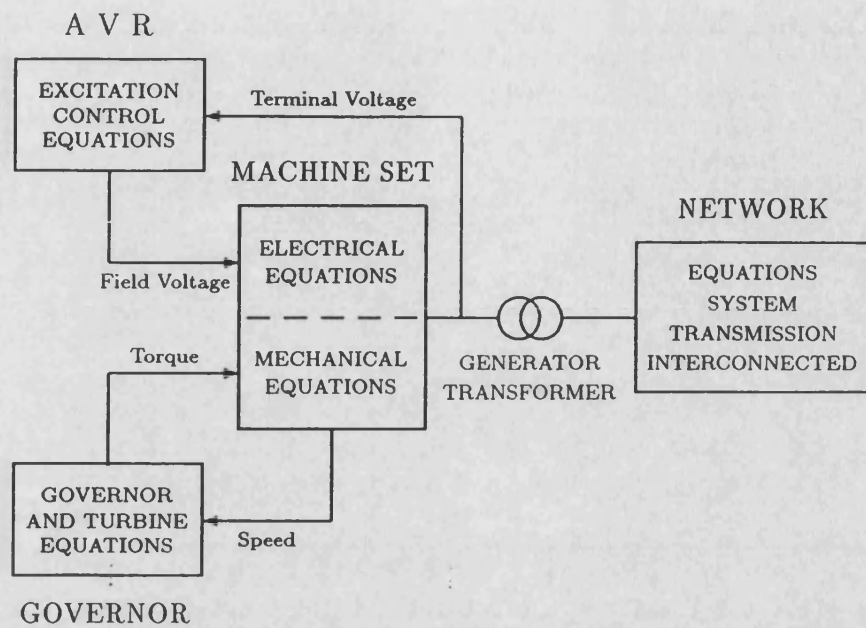 A V R
EXCITATION
CONTROL
EQUATIONS
Terminal Voltage
MACHINE SET
NETWORK
ELECTRICAL
EQUATIONS
Field Voltage
EQUATIONS
SYSTEM
TRANSMISSION
INTERCONNECTED
Torque
MECHANICAL
EQUATIONS
GENERATOR
TRANSFORMER
GOVERNOR
AND TURBINE
EQUATIONS
Speed
GOVERNOR